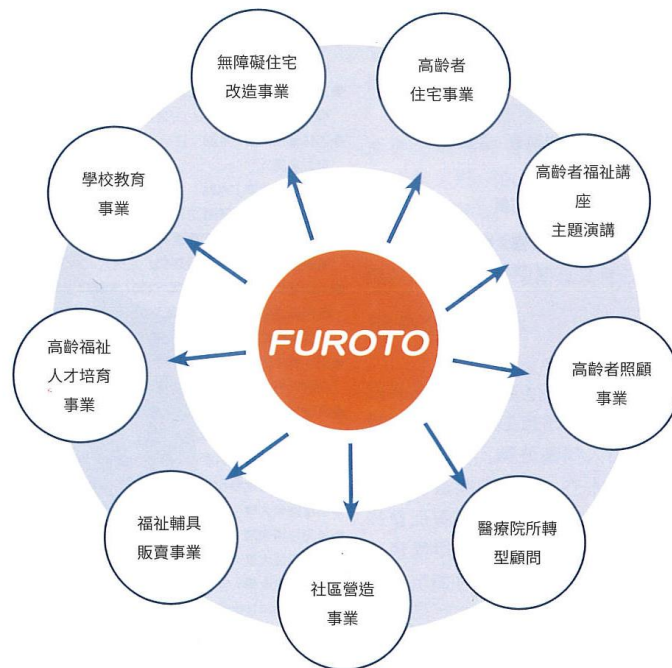 無障礙住宅
改造事業
高齡者
住宅事業
學校教育
事業
高齡者福祉講
座
主題演講
FUROTO
高齡福祉
人才培育
事業
高齡者照顧
事業
福祉輔具
販賣事業
社區營造
事業
醫療院所轉
型顧問